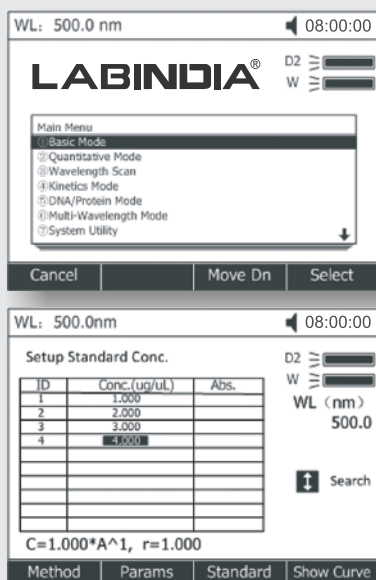 WL: 500.0 nm 08:00:00
LABINDIA®
D2
W
Main Menu
①Basic Mode
②Quantitative Mode
③Wavelength Scan
④Kinetics Mode
⑤DNA/Protein Mode
⑥Multi-Wavelength Mode
⑦System Utility
Cancel Move Dn Select
WL: 500.0nm 08:00:00
Setup Standard Conc.
D2
W
ID Conc.(ug/uL) Abs.
1 1.000
2 2.000
3 3.000
4 4.000
WL (nm)
500.0
Search
C=1.000*A^1, r=1.000
Method Params Standard Show Curve